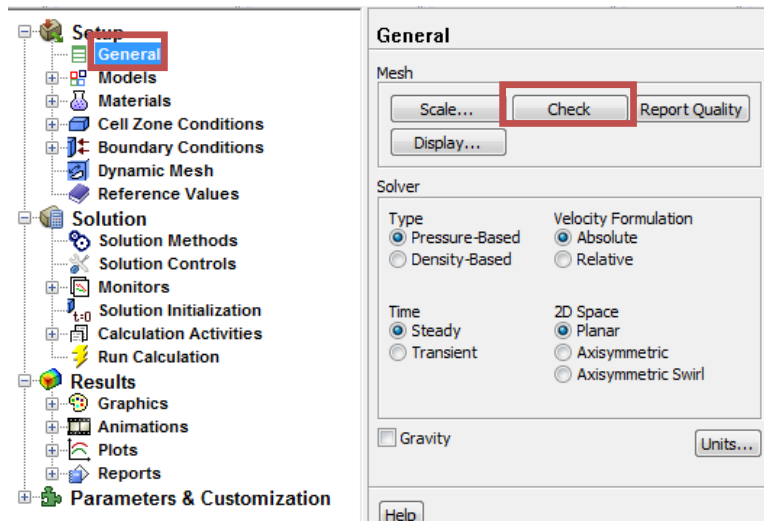 Setup
General
Models
Materials
Cell Zone Conditions
Boundary Conditions
Dynamic Mesh
Reference Values
Solution
Solution Methods
Solution Controls
Monitors
t=0 Solution Initialization
Calculation Activities
Run Calculation
Results
Graphics
Animations
Plots
Reports
Parameters & Customization
General
Mesh
Scale... Check Report Quality
Display...
Solver
Type Velocity Formulation
Pressure-Based Absolute
Density-Based Relative
Time 2D Space
Steady Planar
Transient Axisymmetric
Axisymmetric Swirl
Gravity Units...
Help